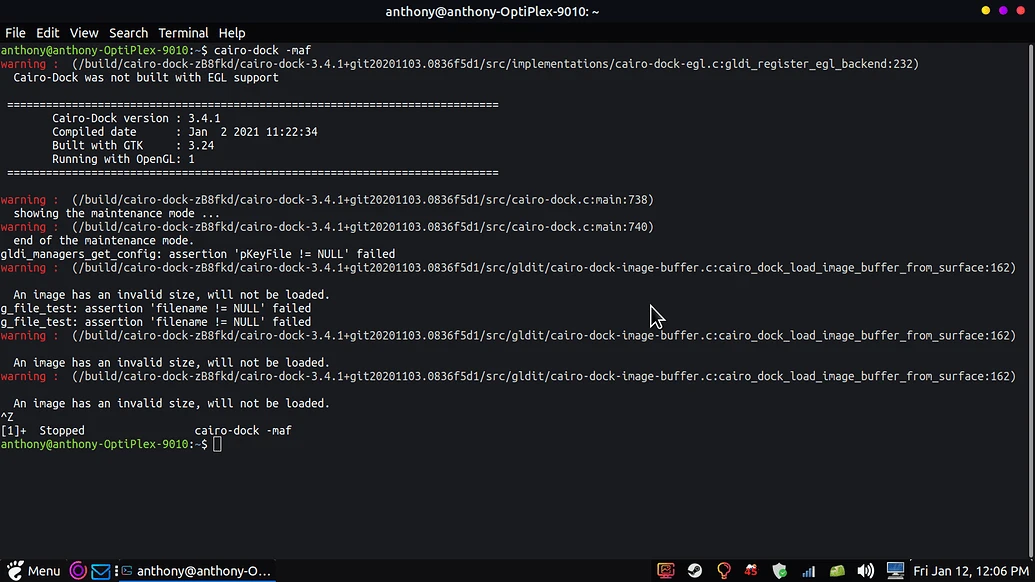 anthony@anthony-OptiPlex-9010: ~
File Edit View Search Terminal Help
anthony@anthony-OptiPlex-9010:~$ cairo-dock -maf
warning :  (/build/cairo-dock-zB8fkd/cairo-dock-3.4.1+git20201103.0836f5d1/src/implementations/cairo-dock-egl.c:gldi_register_egl_backend:232)
  Cairo-Dock was not built with EGL support
============================================================================
        Cairo-Dock version : 3.4.1
        Compiled date      : Jan  2 2021 11:22:34
        Built with GTK     : 3.24
        Running with OpenGL: 1
============================================================================
warning :  (/build/cairo-dock-zB8fkd/cairo-dock-3.4.1+git20201103.0836f5d1/src/cairo-dock.c:main:738)
  showing the maintenance mode ...
warning :  (/build/cairo-dock-zB8fkd/cairo-dock-3.4.1+git20201103.0836f5d1/src/cairo-dock.c:main:740)
  end of the maintenance mode.
gldi_managers_get_config: assertion 'pKeyFile != NULL' failed
warning :  (/build/cairo-dock-zB8fkd/cairo-dock-3.4.1+git20201103.0836f5d1/src/gldit/cairo-dock-image-buffer.c:cairo_dock_load_image_buffer_from_surface:162)
  An image has an invalid size, will not be loaded.
g_file_test: assertion 'filename != NULL' failed
g_file_test: assertion 'filename != NULL' failed
warning :  (/build/cairo-dock-zB8fkd/cairo-dock-3.4.1+git20201103.0836f5d1/src/gldit/cairo-dock-image-buffer.c:cairo_dock_load_image_buffer_from_surface:162)
  An image has an invalid size, will not be loaded.
warning :  (/build/cairo-dock-zB8fkd/cairo-dock-3.4.1+git20201103.0836f5d1/src/gldit/cairo-dock-image-buffer.c:cairo_dock_load_image_buffer_from_surface:162)
  An image has an invalid size, will not be loaded.
^Z
[1]+  Stopped                 cairo-dock -maf
anthony@anthony-OptiPlex-9010:~$
Menu anthony@anthony-O... 45 Fri Jan 12, 12:06 PM